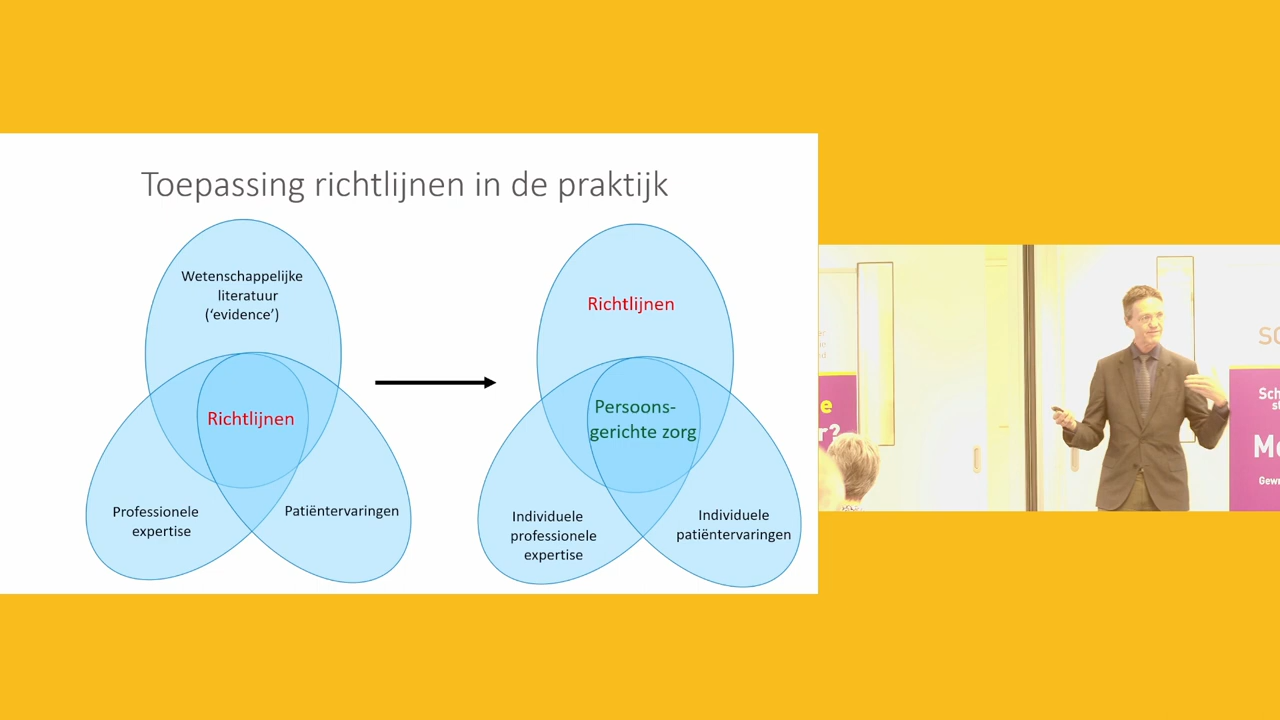 Toepassing richtlijnen in de praktijk
Wetenschappelijke
literatuur
(‘evidence’)
Richtlijnen
Professionele
expertise
Patiëntervaringen
Richtlijnen
Persoons-
gerichte zorg
Individuele
professionele
expertise
Individuele
patiëntervaringen